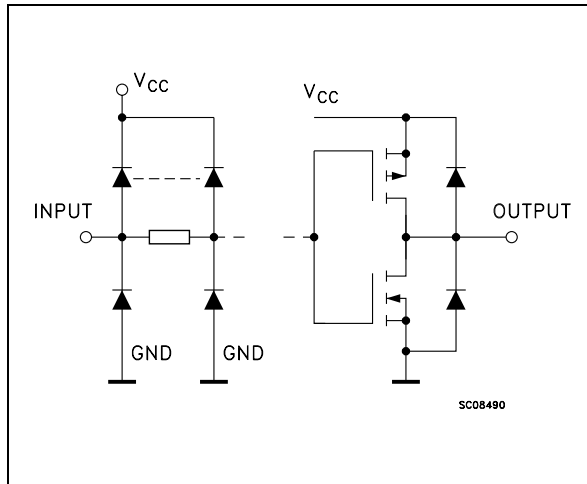 VCC
VCC
INPUT
OUTPUT
GND
GND
SC08490